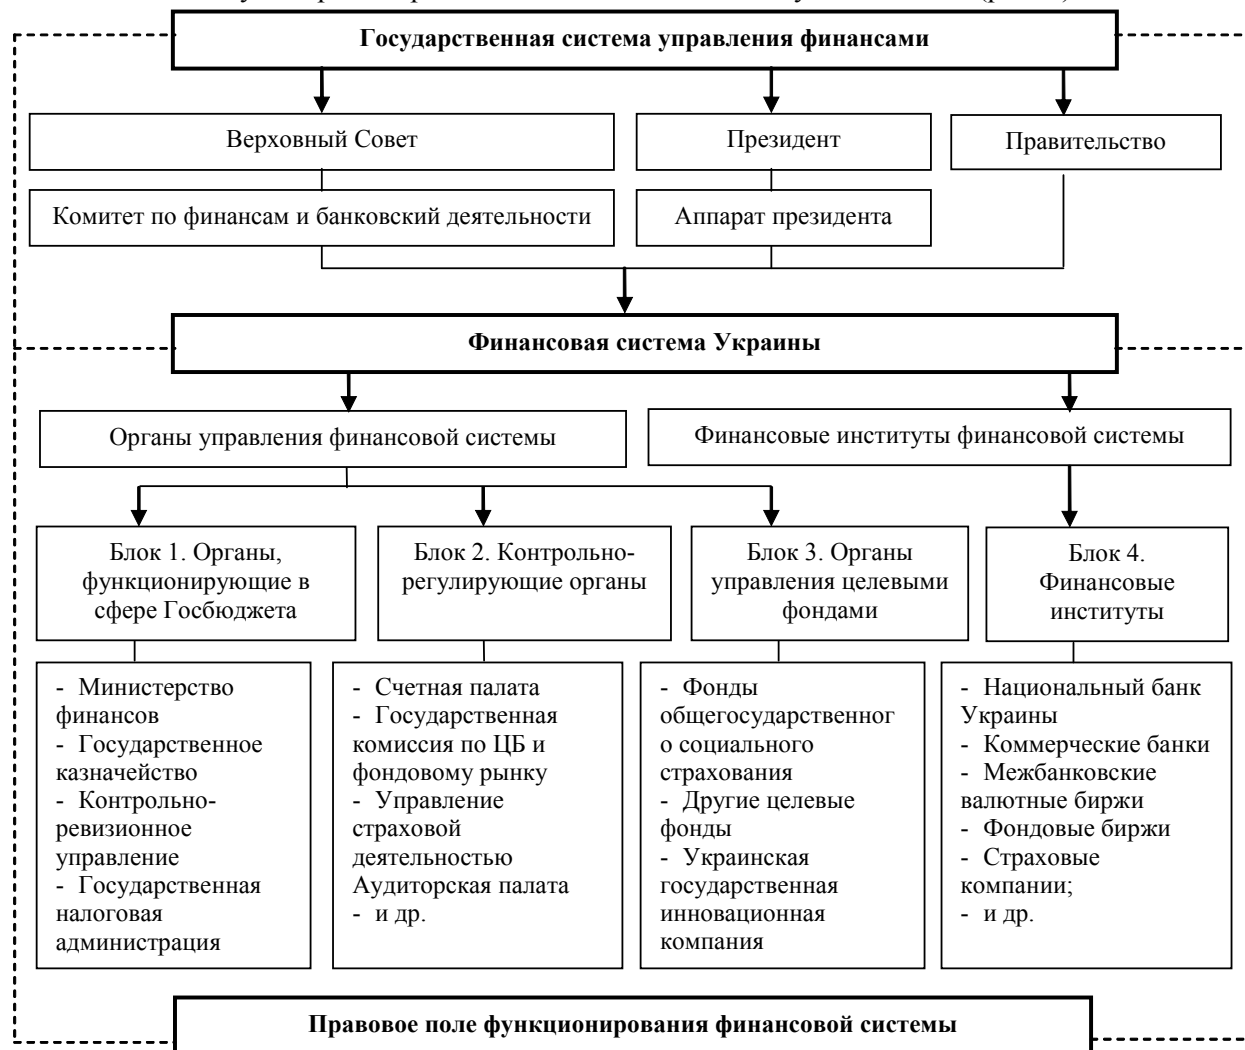 Государственная система управления финансами
Верховный Совет
Президент
Правительство
Комитет по финансам и банковский деятельности
Аппарат президента
Финансовая система Украины
Органы управления финансовой системы
Финансовые институты финансовой системы
Блок 1. Органы,
функционирующие в
сфере Госбюджета
Блок 2. Контрольно-
регулирующие органы
Блок 3. Органы
управления целевыми
фондами
Блок 4.
Финансовые
институты
- Министерство
финансов
- Государственное
казначейство
- Контрольно-
ревизионное
управление
- Государственная
налоговая
администрация
- Счетная палата
- Государственная
комиссия по ЦБ и
фондовому рынку
- Управление
страховой
деятельностью
Аудиторская палата
- и др.
- Фонды
общегосударственног
о социального
страхования
- Другие целевые
фонды
- Украинская
государственная
инновационная
компания
- Национальный банк
Украины
- Коммерческие банки
- Межбанковские
валютные биржи
- Фондовые биржи
- Страховые
компании;
- и др.
Правовое поле функционирования финансовой системы